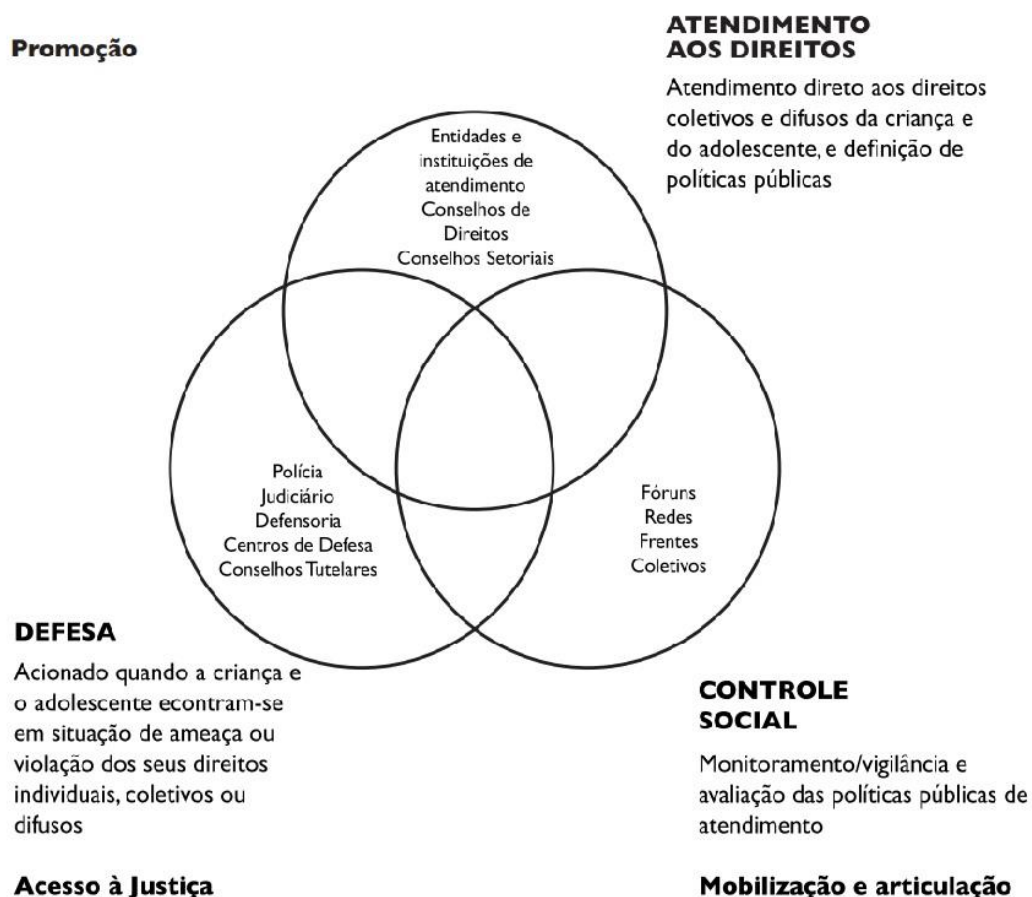 Promoção
ATENDIMENTO
AOS DIREITOS
Atendimento direto aos direitos
coletivos e difusos da criança e
do adolescente, e definição de
políticas públicas
Entidades e
instituições de
atendimento
Conselhos de
Direitos
Conselhos Setoriais
Polícia
Judiciário
Defensoria
Centros de Defesa
Conselhos Tutelares
Fóruns
Redes
Frentes
Coletivos
DEFESA
Acionado quando a criança e
o adolescente econtram-se
em situação de ameaça ou
violação dos seus direitos
individuais, coletivos ou
difusos
Acesso à Justiça
CONTROLE
SOCIAL
Monitoramento/vigilância e
avaliação das políticas públicas de
atendimento
Mobilização e articulação